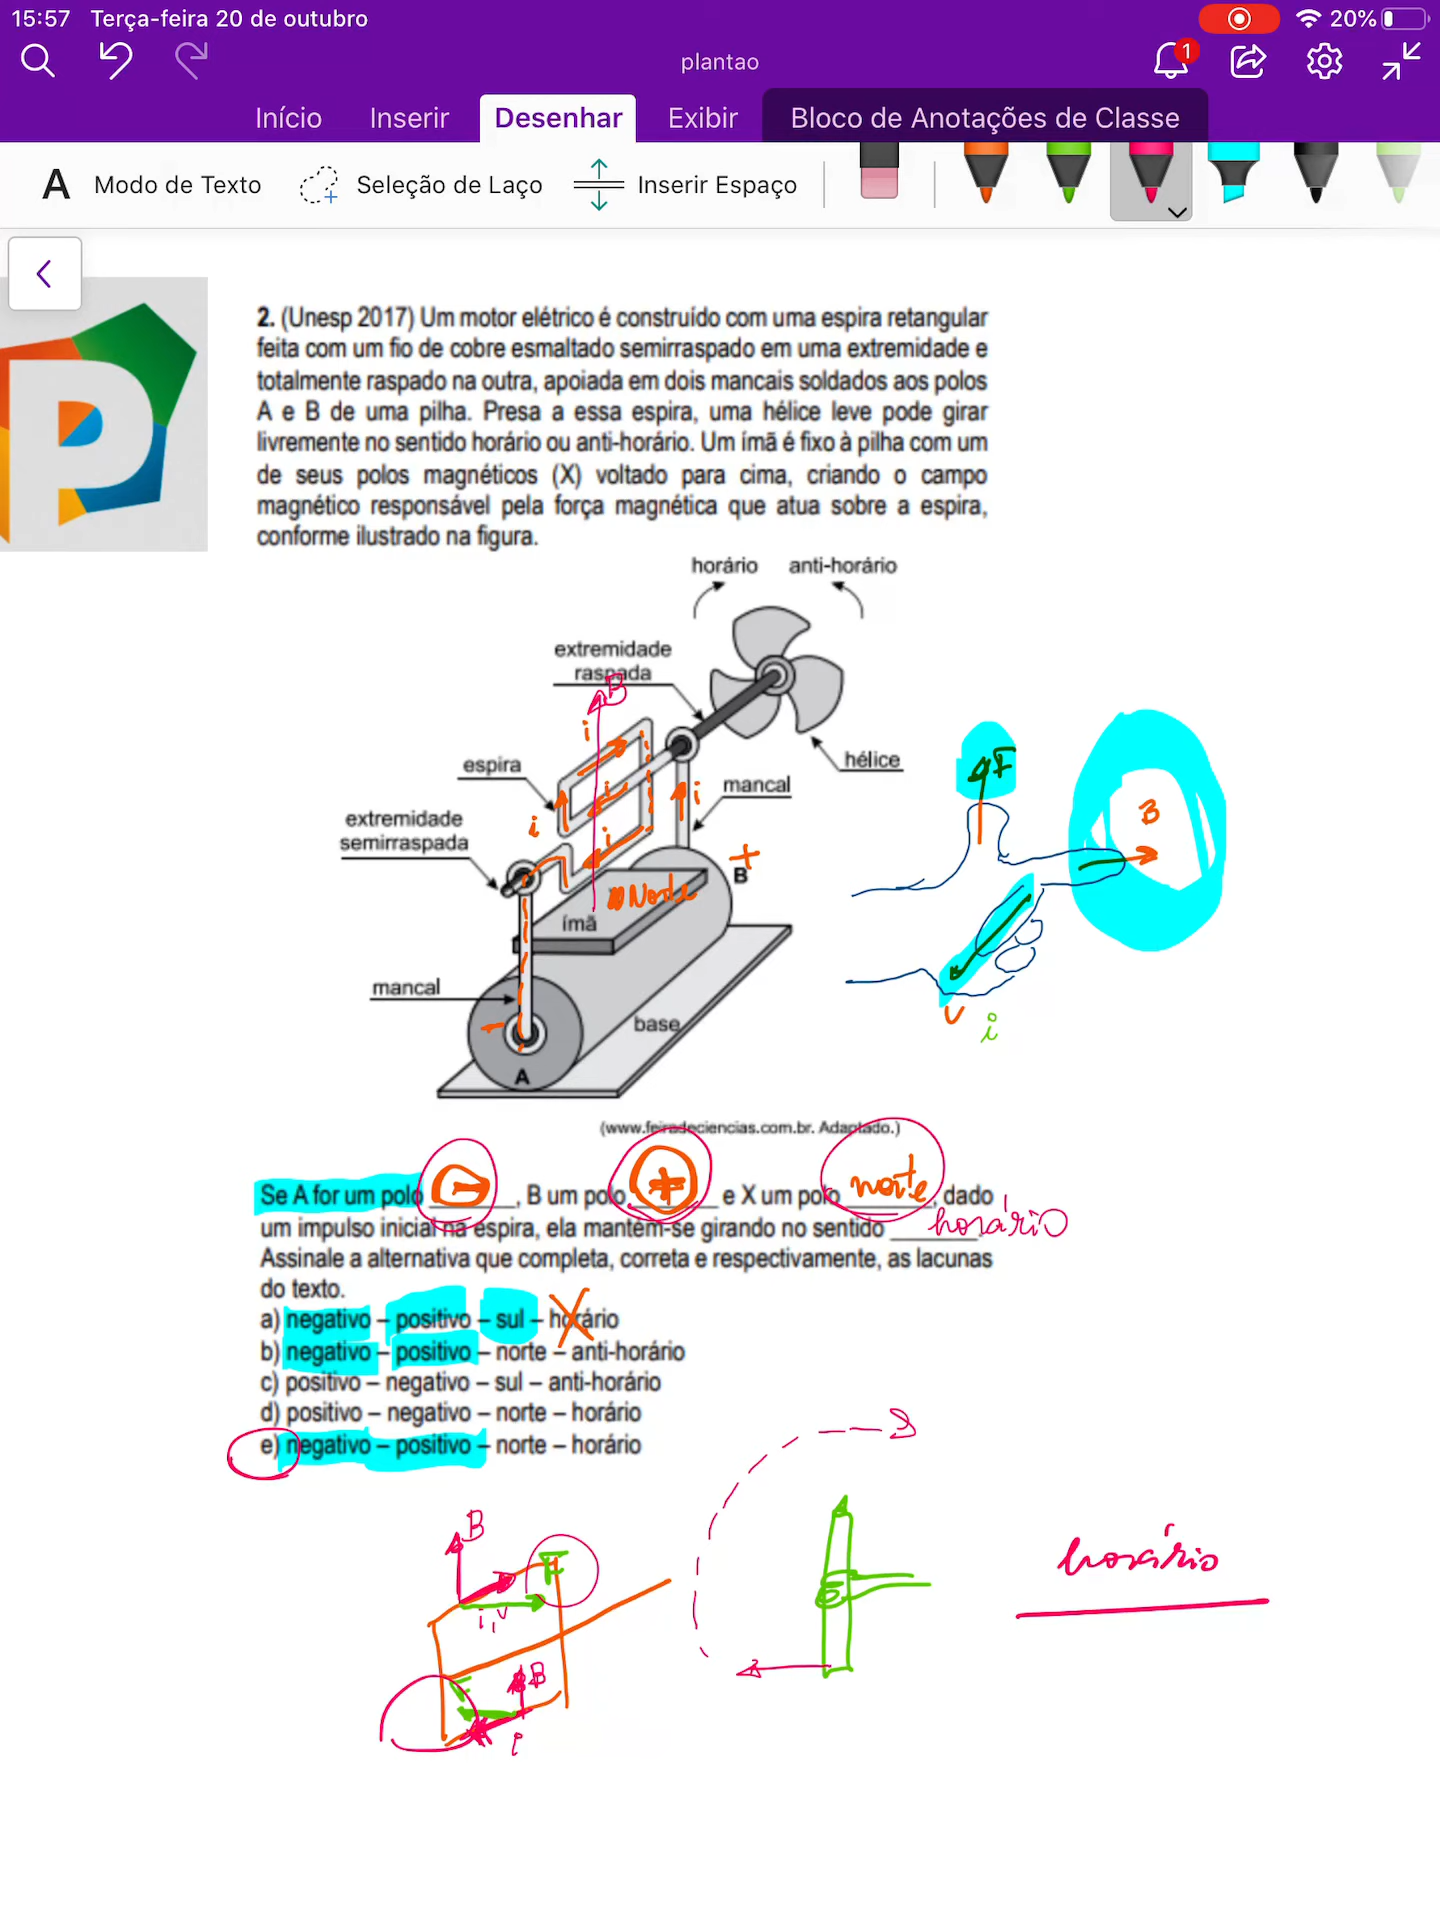 15:57 Terça-feira 20 de outubro 20%
plantao 1
Início Inserir Desenhar Exibir Bloco de Anotações de Classe
A Modo de Texto Seleção de Laço Inserir Espaço
P
2. (Unesp 2017) Um motor elétrico é construído com uma espira retangular
feita com um fio de cobre esmaltado semirraspado em uma extremidade e
totalmente raspado na outra, apoiada em dois mancais soldados aos polos
A e B de uma pilha. Presa a essa espira, uma hélice leve pode girar
livremente no sentido horário ou anti-horário. Um ímã é fixo à pilha com um
de seus polos magnéticos (X) voltado para cima, criando o campo
magnético responsável pela força magnética que atua sobre a espira,
conforme ilustrado na figura.
horário anti-horário
extremidade
raspada
B
i
F
hélice
espira
mancal
i
i
B
extremidade
semirraspada
i
i
+
B
Norte
ímã
mancal
-
base
v i
A
(www.feiradeciencias.com.br. Adaptado.)
Se A for um polo - , B um polo + e X um polo norte, dado
um impulso inicial na espira, ela mantém-se girando no sentido horário
Assinale a alternativa que completa, correta e respectivamente, as lacunas
do texto.
a) negativo – positivo – sul – horário X
b) negativo – positivo – norte – anti-horário
c) positivo – negativo – sul – anti-horário
d) positivo – negativo – norte – horário
e) negativo – positivo – norte – horário
B
F
horário
i, v
B
i